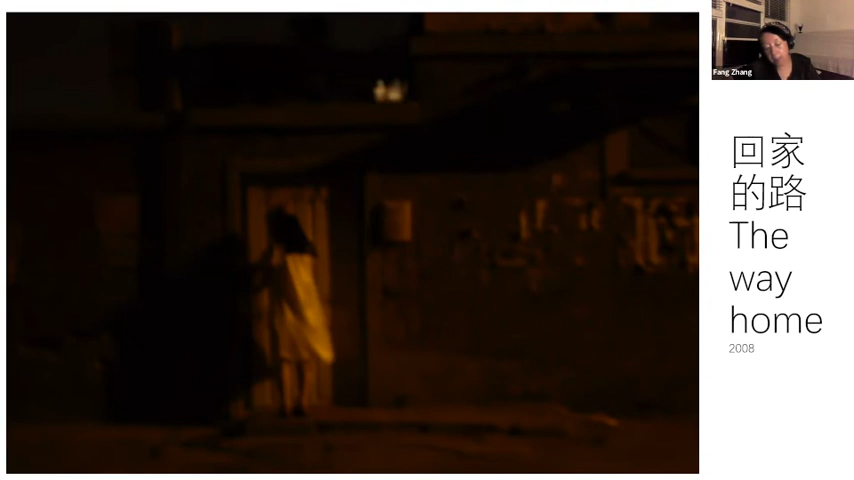 Fang Zhang
回家
的路
The
way
home
2008